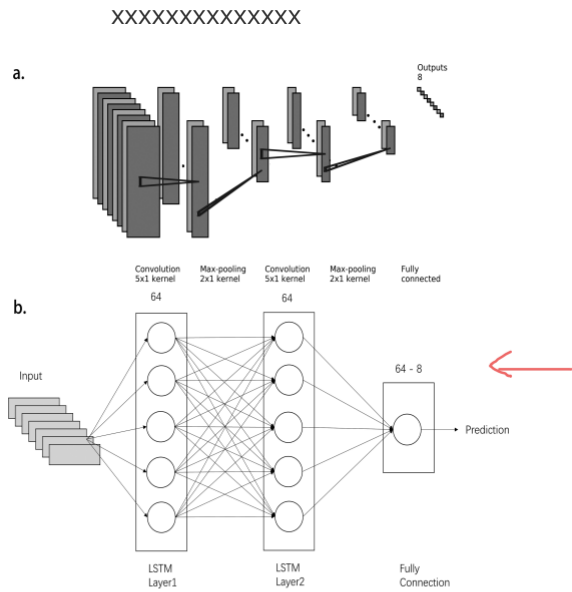 XXXXXXXXXXXXXX
a.
Outputs
8
Convolution
5x1 kernel
Max-pooling
2x1 kernel
Convolution
5x1 kernel
Max-pooling
2x1 kernel
Fully
connected
b.
64
64
64 - 8
Input
Prediction
LSTM
Layer1
LSTM
Layer2
Fully
Connection